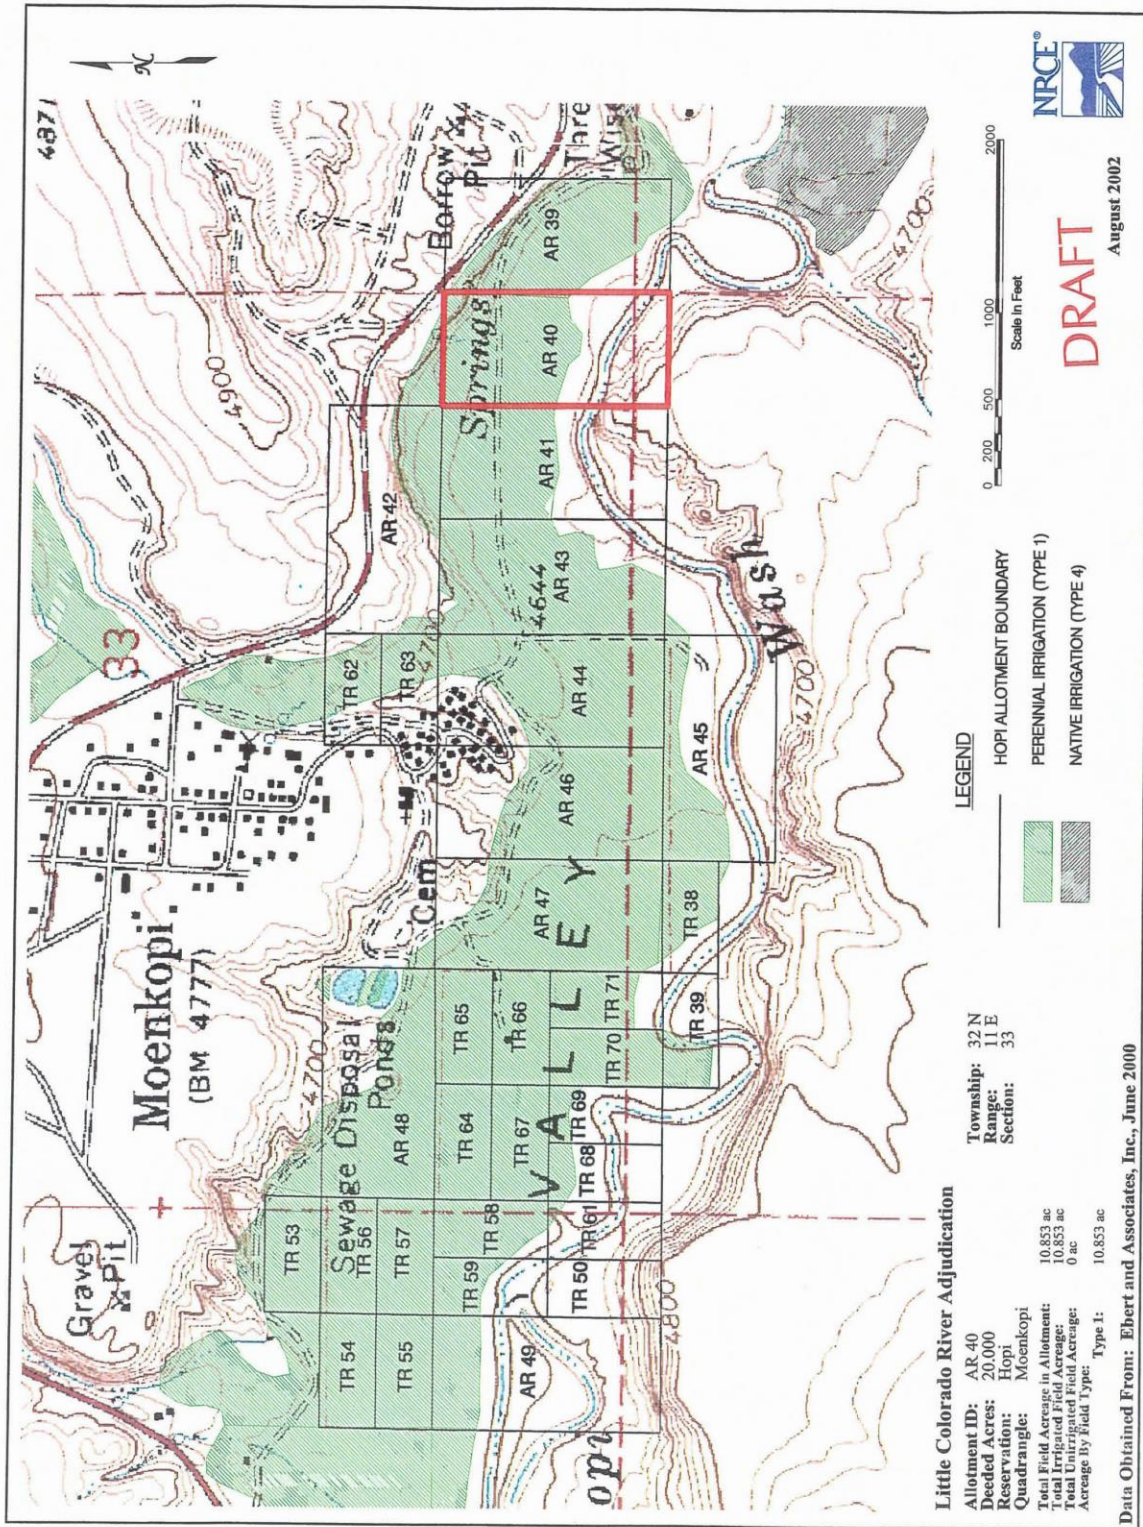 4871
N
33
4900
Moenkopi
(BM 4777)
Gravel
Pit
4700
Sewage Disposal
Ponds
Cem
Borrow
Pit
Springs
4644
4700
AR 39
AR 40
AR 41
AR 42
AR 43
AR 44
AR 45
AR 46
AR 47
AR 48
AR 49
TR 38
TR 39
TR 50
TR 53
TR 54
TR 55
TR 56
TR 57
TR 58
TR 59
TR 61
TR 62
TR 63
TR 64
TR 65
TR 66
TR 67
TR 68
TR 69
TR 70
TR 71
VALLEY
Wash
4700
4700
4800
opi
Little Colorado River Adjudication
Allotment ID: AR 40
Deeded Acres: 20.000
Reservation: Hopi
Quadrangle: Moenkopi
Township: 32 N
Range: 11 E
Section: 33
Total Field Acreage in Allotment: 10.853 ac
Total Irrigated Field Acreage: 10.853 ac
Total Unirrigated Field Acreage: 0 ac
Acreage By Field Type: Type 1: 10.853 ac
Data Obtained From: Ebert and Associates, Inc., June 2000
LEGEND
HOPI ALLOTMENT BOUNDARY
PERENNIAL IRRIGATION (TYPE 1)
NATIVE IRRIGATION (TYPE 4)
0 200 500 1000 2000
Scale In Feet
DRAFT
August 2002
NRCE®